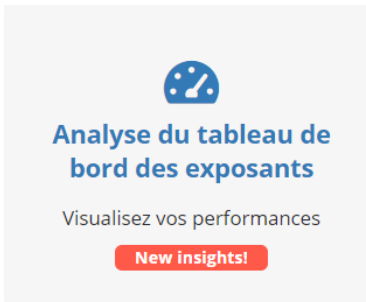 Analyse du tableau de
bord des exposants
Visualisez vos performances
New insights!